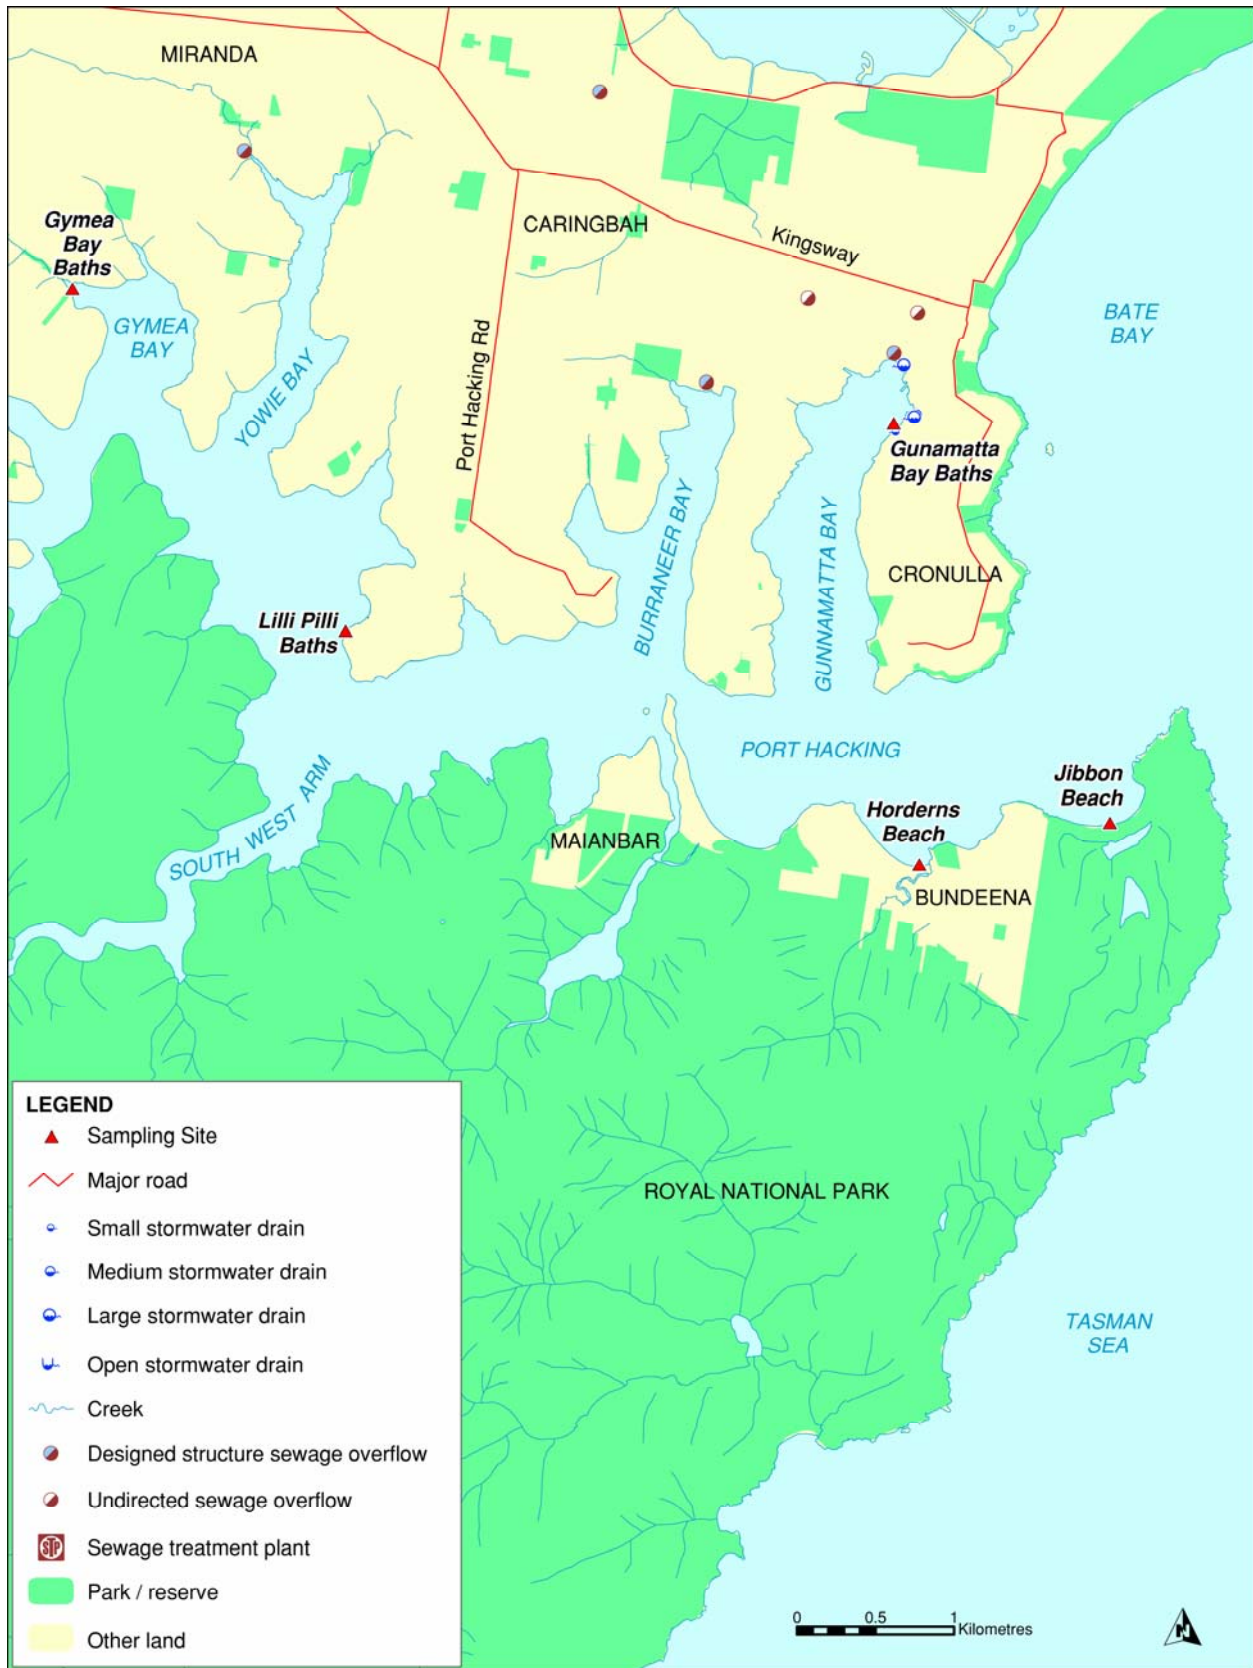 MIRANDA
Gymea
Bay
Baths
CARINGBAH
Kingsway
GYMEA
BAY
BATE
BAY
YOWIE BAY
Port Hacking Rd
Gunamatta
Bay Baths
BURRANEER BAY
GUNNAMATTA BAY
CRONULLA
Lilli Pilli
Baths
PORT HACKING
Jibbon
Beach
SOUTH WEST ARM
Horderns
Beach
MAIANBAR
BUNDEENA
ROYAL NATIONAL PARK
TASMAN
SEA
LEGEND
Sampling Site
Major road
Small stormwater drain
Medium stormwater drain
Large stormwater drain
Open stormwater drain
Creek
Designed structure sewage overflow
Undirected sewage overflow
STP Sewage treatment plant
Park / reserve
Other land
0 0.5 1
Kilometres
N